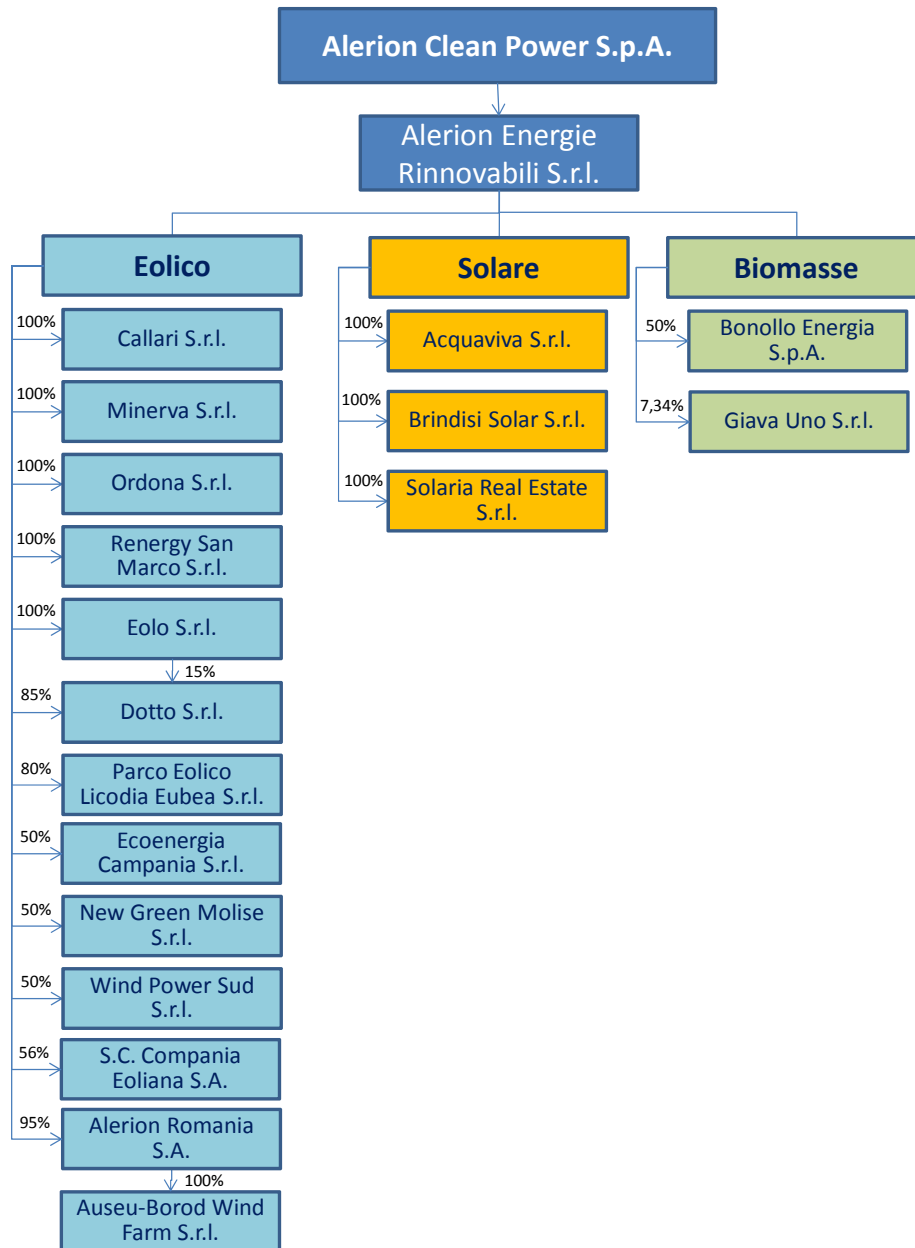 Alerion Clean Power S.p.A.
Alerion Energie
Rinnovabili S.r.l.
Eolico
100%
Callari S.r.l.
100%
Minerva S.r.l.
100%
Ordona S.r.l.
100%
Renergy San
Marco S.r.l.
100%
Eolo S.r.l.
15%
85%
Dotto S.r.l.
80%
Parco Eolico
Licodia Eubea S.r.l.
50%
Ecoenergia
Campania S.r.l.
50%
New Green Molise
S.r.l.
50%
Wind Power Sud
S.r.l.
56%
S.C. Compania
Eoliana S.A.
95%
Alerion Romania
S.A.
100%
Auseu-Borod Wind
Farm S.r.l.
Solare
100%
Acquaviva S.r.l.
100%
Brindisi Solar S.r.l.
100%
Solaria Real Estate
S.r.l.
Biomasse
50%
Bonollo Energia
S.p.A.
7,34%
Giava Uno S.r.l.